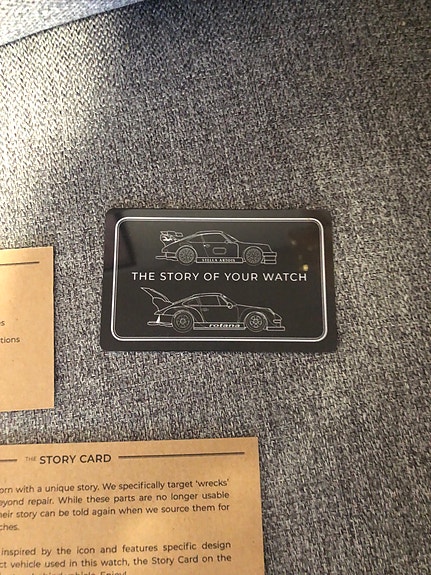 STELLA ARTOIS
THE STORY OF YOUR WATCH
rotana
THE STORY CARD
orn with a unique story. We specifically target 'wrecks'
eyond repair. While these parts are no longer usable
heir story can be told again when we source them for
ches.
inspired by the icon and features specific design
ct vehicle used in this watch, the Story Card on the